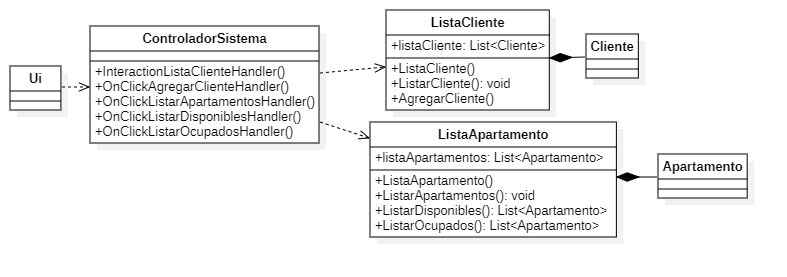 Ui
ControladorSistema
+InteractionListaClienteHandler()
+OnClickAgregarClienteHandler()
+OnClickListarApartamentosHandler()
+OnClickListarDisponiblesHandler()
+OnClickListarOcupadosHandler()
ListaCliente
+listaCliente: List<Cliente>
+ListaCliente()
+ListarCliente(): void
+AgregarCliente()
Cliente
ListaApartamento
+listaApartamentos: List<Apartamento>
+ListaApartamento()
+ListarApartamentos(): void
+ListarDisponibles(): List<Apartamento>
+ListarOcupados(): List<Apartamento>
Apartamento